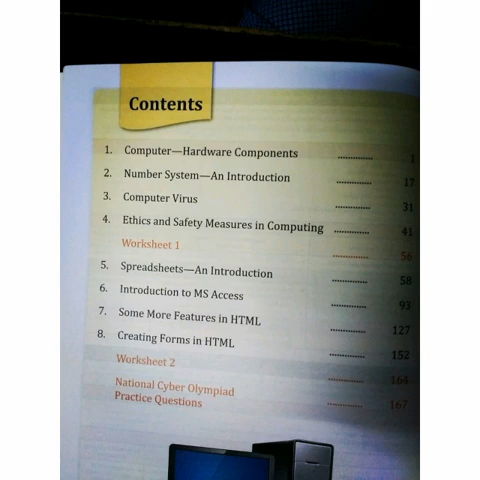 Contents
1. Computer—Hardware Components .............. 1
2. Number System—An Introduction .............. 17
3. Computer Virus .............. 31
4. Ethics and Safety Measures in Computing .............. 41
Worksheet 1 .............. 56
5. Spreadsheets—An Introduction .............. 58
6. Introduction to MS Access .............. 93
7. Some More Features in HTML .............. 127
8. Creating Forms in HTML .............. 152
Worksheet 2 .............. 164
National Cyber Olympiad
Practice Questions .............. 167